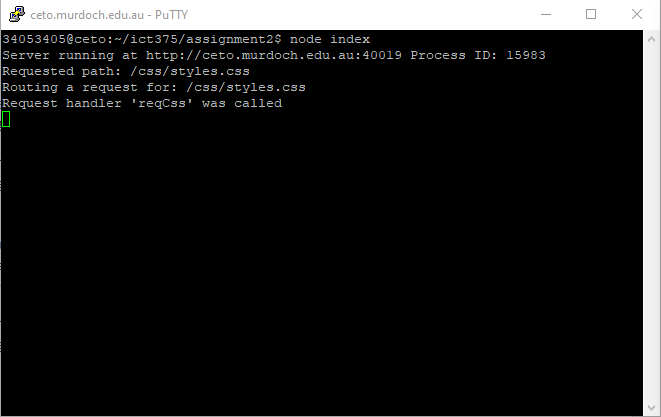 ceto.murdoch.edu.au - PuTTY
34053405@ceto:~/ict375/assignment2$ node index
Server running at http://ceto.murdoch.edu.au:40019 Process ID: 15983
Requested path: /css/styles.css
Routing a request for: /css/styles.css
Request handler 'reqCss' was called